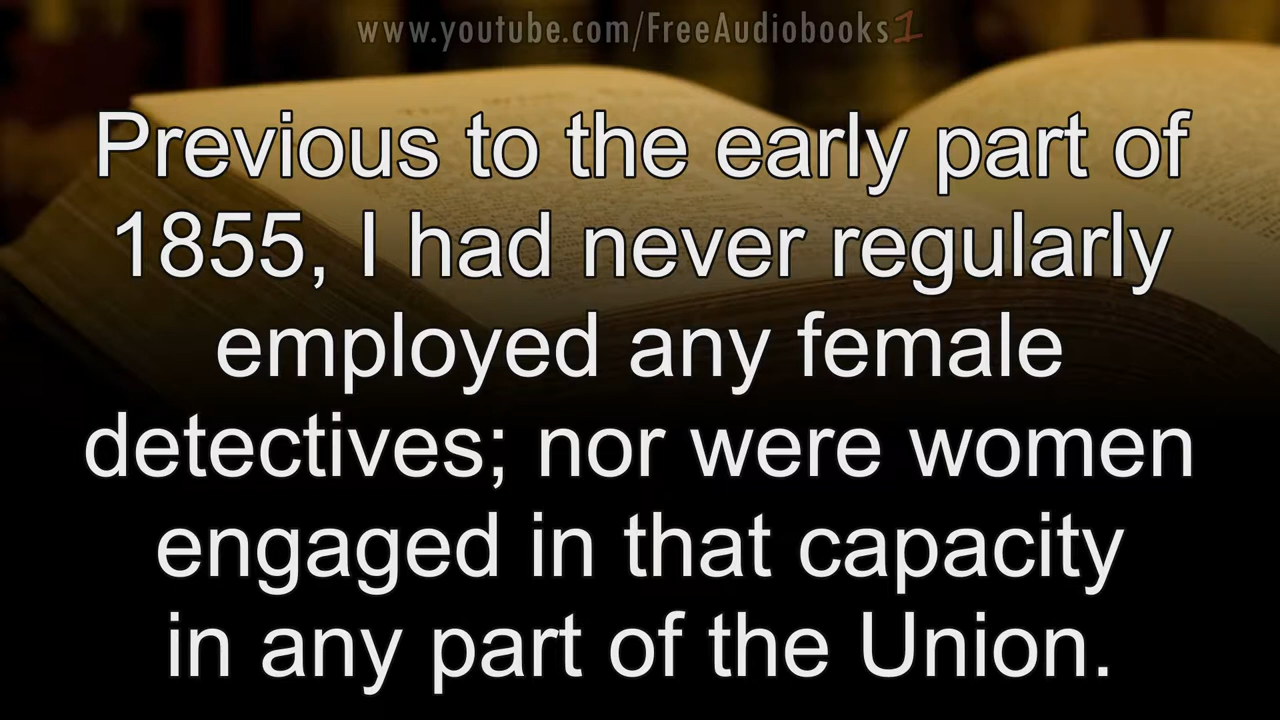 www.youtube.com/FreeAudiobooks1
Previous to the early part of
1855, I had never regularly
employed any female
detectives; nor were women
engaged in that capacity
in any part of the Union.